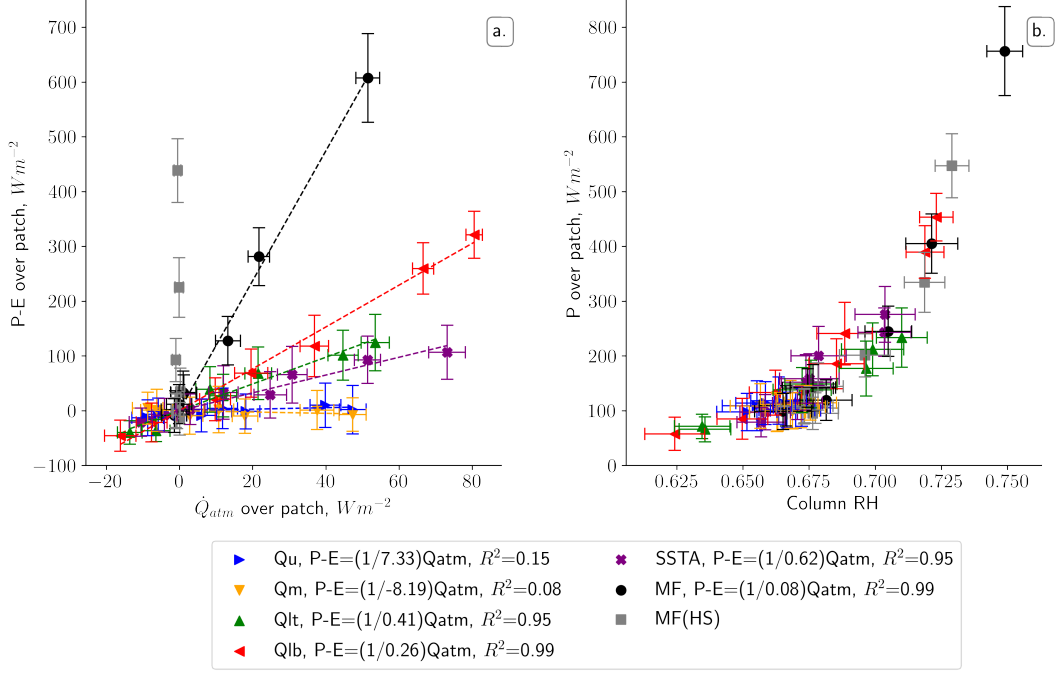 a.
700
600
500
400
300
200
100
0
−100
P-E over patch, Wm⁻²
−20 0 20 40 60 80
Q̇atm over patch, Wm⁻²
b.
800
700
600
500
400
300
200
100
0
P over patch, Wm⁻²
0.625 0.650 0.675 0.700 0.725 0.750
Column RH
Qu, P-E=(1/7.33)Qatm, R²=0.15
Qm, P-E=(1/-8.19)Qatm, R²=0.08
Qlt, P-E=(1/0.41)Qatm, R²=0.95
Qlb, P-E=(1/0.26)Qatm, R²=0.99
SSTA, P-E=(1/0.62)Qatm, R²=0.95
MF, P-E=(1/0.08)Qatm, R²=0.99
MF(HS)